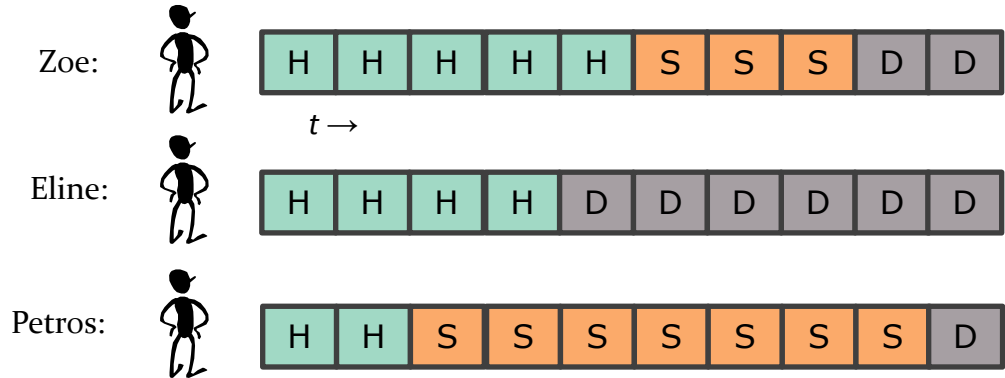 Zoe: H H H H H S S S D D
t →
Eline: H H H H D D D D D D
Petros: H H S S S S S S S D